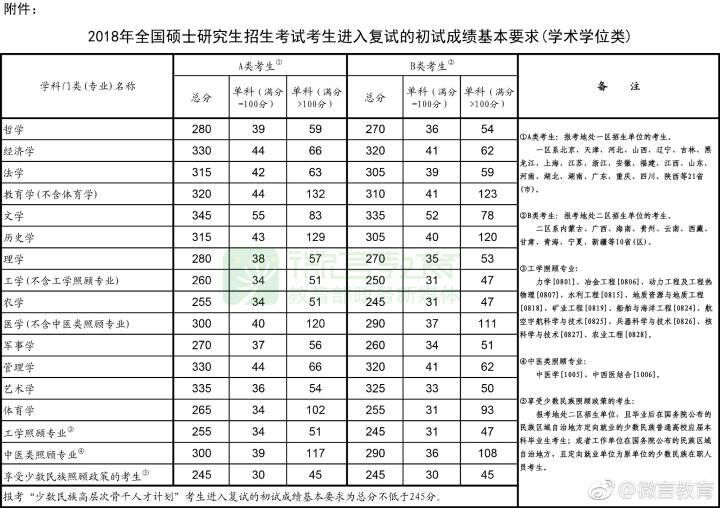 附件：
2018年全国硕士研究生招生考试考生进入复试的初试成绩基本要求(学术学位类)
学科门类(专业)名称 A类考生① B类考生② 备 注
总分 单科（满分=100分） 单科（满分>100分） 总分 单科（满分=100分） 单科（满分>100分）
哲学 280 39 59 270 36 54
经济学 330 44 66 320 41 62
法学 315 42 63 305 39 59
教育学(不含体育学) 320 44 132 310 41 123
文学 345 55 83 335 52 78
历史学 315 43 129 305 40 120
理学 280 38 57 270 35 53
工学(不含工学照顾专业) 260 34 51 250 31 47
农学 255 34 51 245 31 47
医学(不含中医类照顾专业) 300 40 120 290 37 111
军事学 270 37 56 260 34 51
管理学 330 44 66 320 41 62
艺术学 335 36 54 325 33 50
体育学 265 34 102 255 31 93
工学照顾专业③ 255 34 51 245 31 47
中医类照顾专业④ 300 39 117 290 36 108
享受少数民族照顾政策的考生⑤ 245 30 45 245 30 45
①A类考生：报考地处一区招生单位的考生。
一区系北京、天津、河北、山西、辽宁、吉林、黑
龙江、上海、江苏、浙江、安徽、福建、江西、山东、
河南、湖北、湖南、广东、重庆、四川、陕西等21省
(市)。
②B类考生：报考地处二区招生单位的考生。
二区系内蒙古、广西、海南、贵州、云南、西藏、
甘肃、青海、宁夏、新疆等10省(区)。
③工学照顾专业：
力学[0801]、冶金工程[0806]、动力工程及工程热
物理[0807]、水利工程[0815]、地质资源与地质工程
[0818]、矿业工程[0819]、船舶与海洋工程[0824]、航
空宇航科学与技术[0825]、兵器科学与技术[0826]、核
科学与技术[0827]、农业工程[0828]。
④中医类照顾专业：
中医学[1005]、中西医结合[1006]。
⑤享受少数民族照顾政策的考生：
报考地处二区招生单位，且毕业后在国务院公布的
民族区域自治地方定向就业的少数民族普通高校应届本
科毕业生考生；或者工作单位在国务院公布的民族区域
自治地方，且定向就业单位为原单位的少数民族在职人
员考生。
报考“少数民族高层次骨干人才计划”考生进入复试的初试成绩基本要求为总分不低于245分。
微言教育
教育部政务新媒体
@微言教育